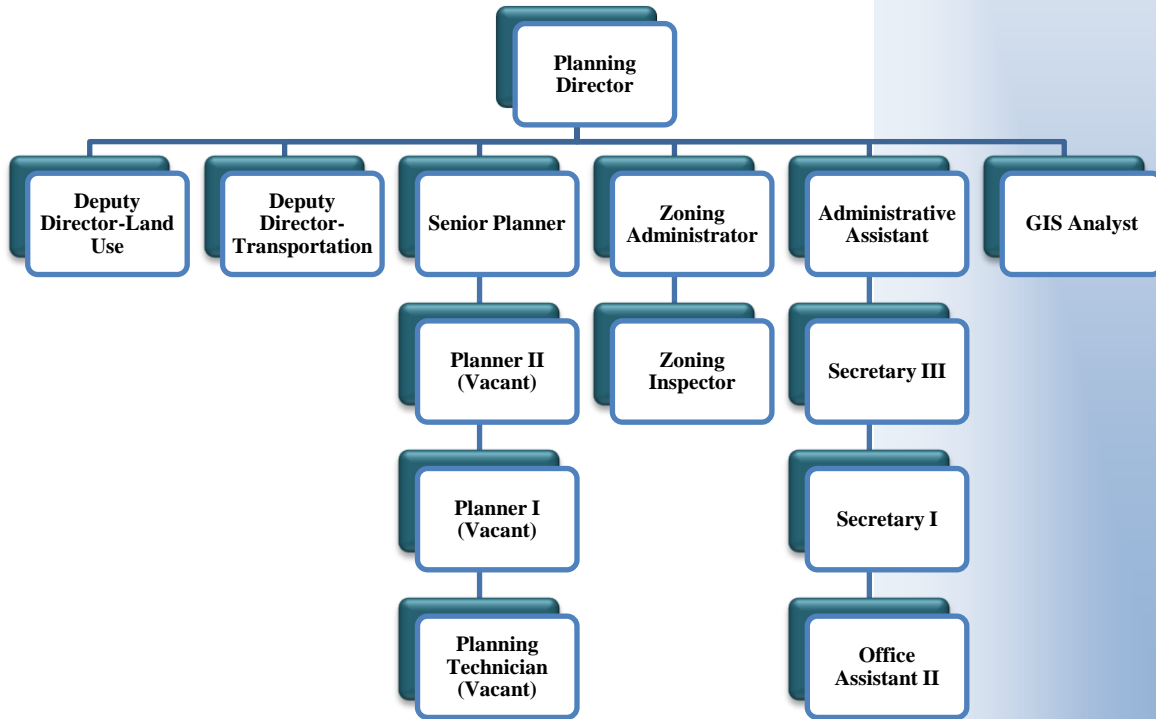 Planning
Director
Deputy
Director-Land
Use
Deputy
Director-
Transportation
Senior Planner
Zoning
Administrator
Administrative
Assistant
GIS Analyst
Planner II
(Vacant)
Zoning
Inspector
Secretary III
Planner I
(Vacant)
Secretary I
Planning
Technician
(Vacant)
Office
Assistant II